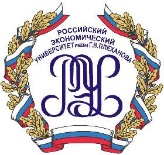 РОССИЙСКИЙ
ЭКОНОМИЧЕСКИЙ
УНИВЕРСИТЕТ ИМЕНИ Г.В. ПЛЕХАНОВА